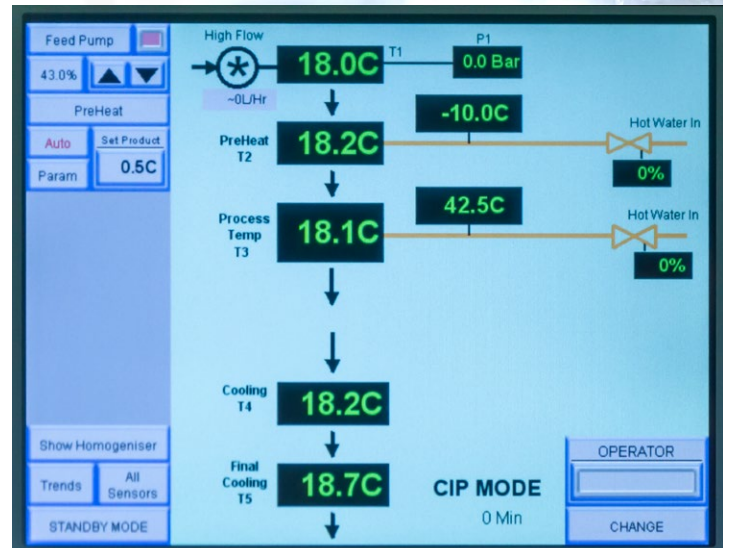 Feed Pump
43.0%
PreHeat
Auto
Set Product
0.5C
Param
High Flow
~0L/Hr
18.0C
T1
P1
0.0 Bar
-10.0C
Hot Water In
PreHeat
T2
18.2C
0%
42.5C
Hot Water In
Process
Temp
T3
18.1C
0%
Cooling
T4
18.2C
Show Homogeniser
Trends
All
Sensors
STANDBY MODE
Final
Cooling
T5
18.7C
CIP MODE
0 Min
OPERATOR
CHANGE